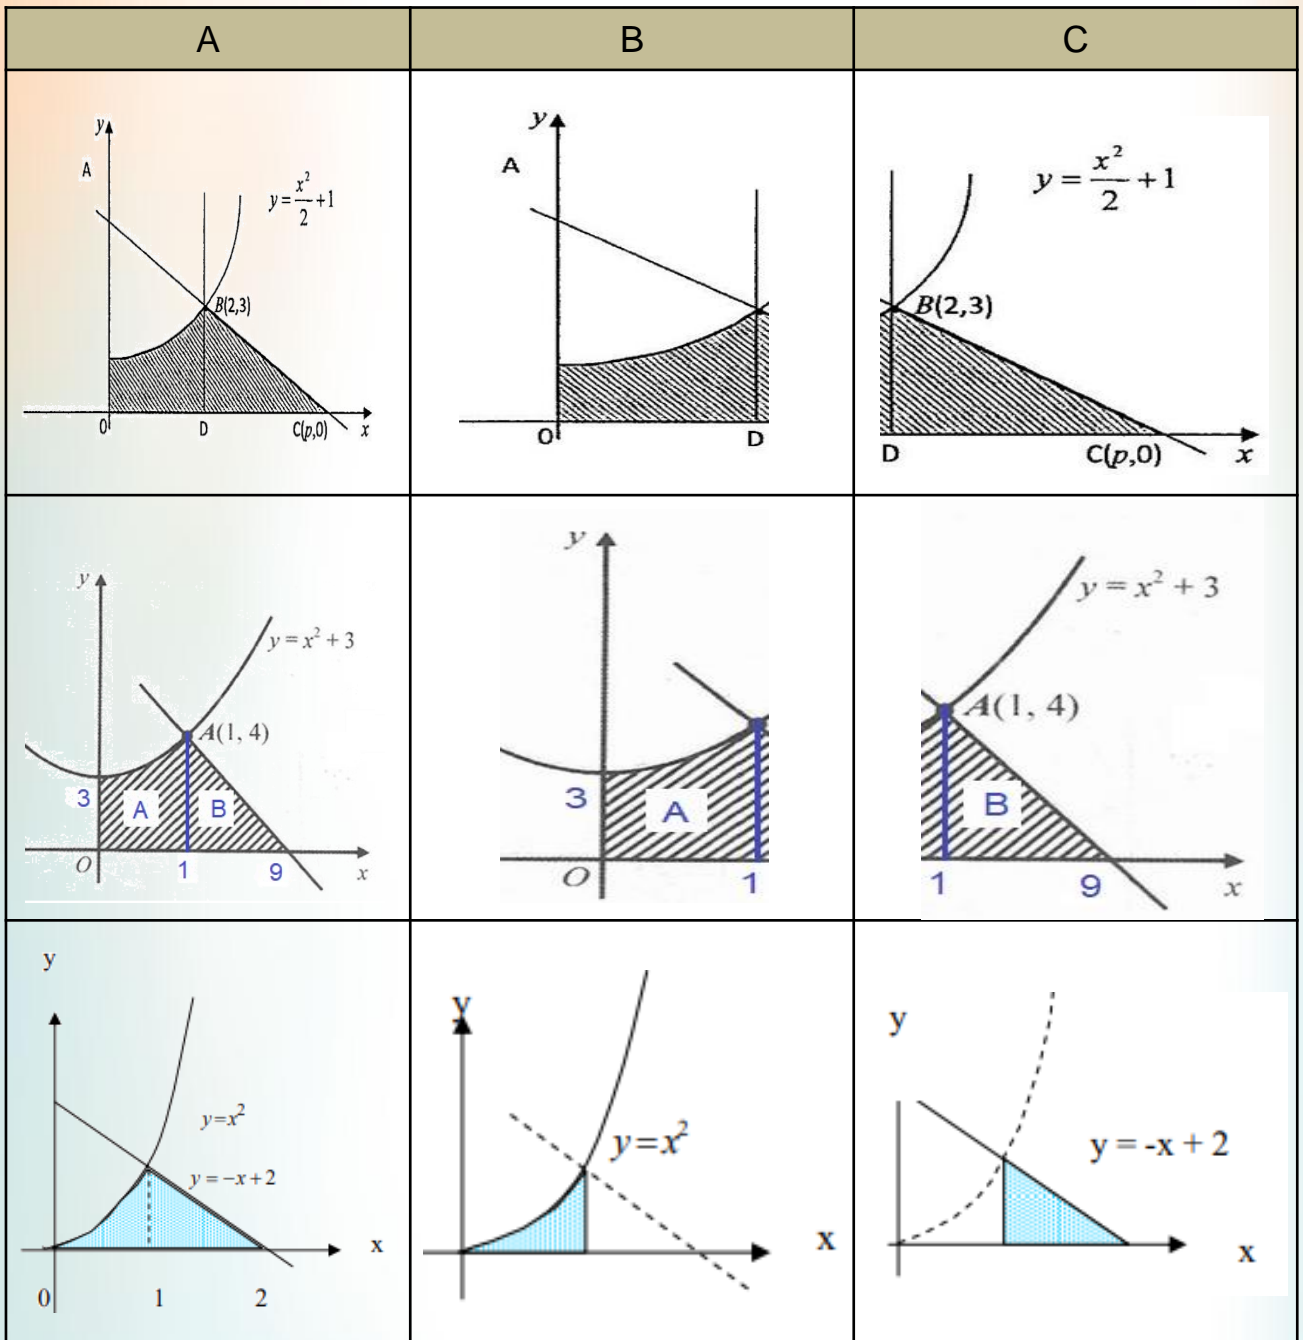 A
B
C
y
A
y = x²/2 + 1
B(2,3)
O
D
C(p,0)
x
y
A
O
D
y = x²/2 + 1
B(2,3)
D
C(p,0)
x
y
y = x² + 3
A(1, 4)
3
A
B
O
1
9
x
y
3
A
O
1
y = x² + 3
A(1, 4)
B
1
9
x
y
y=x²
y = −x+2
x
0
1
2
y
y=x²
x
y
y = -x + 2
x